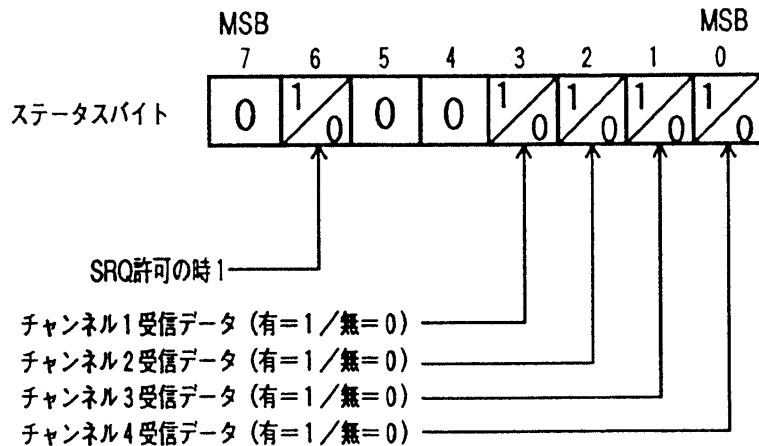 MSB MSB
7 6 5 4 3 2 1 0
ステータスバイト 0 1/0 0 0 1/0 1/0 1/0 1/0
SRQ許可の時1
チャンネル1受信データ (有=1/無=0)
チャンネル2受信データ (有=1/無=0)
チャンネル3受信データ (有=1/無=0)
チャンネル4受信データ (有=1/無=0)